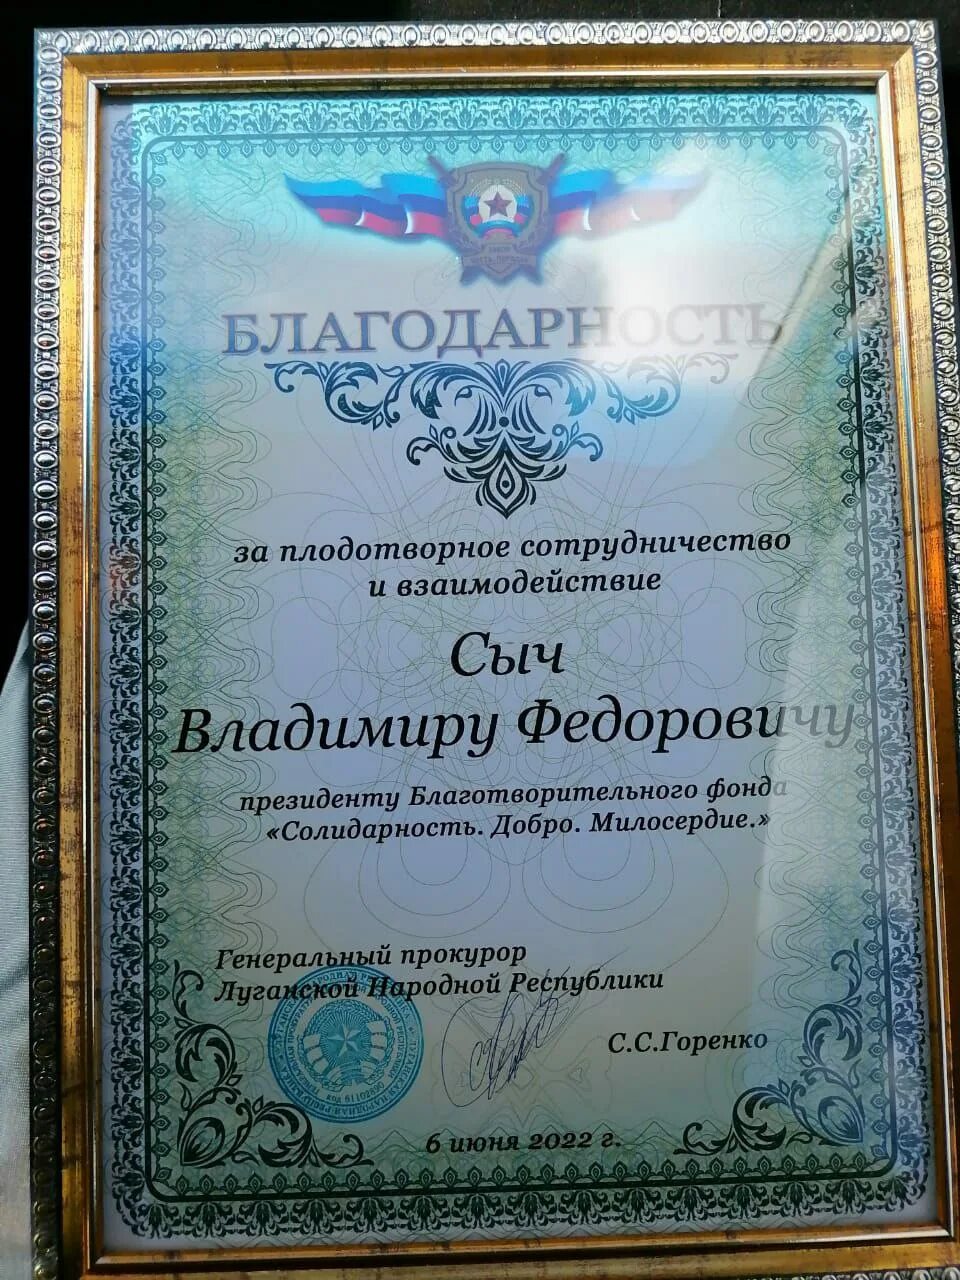 БЛАГОДАРНОСТЬ
за плодотворное сотрудничество
и взаимодействие
Сыч
Владимиру Федоровичу
президенту Благотворительного фонда
«Солидарность. Добро. Милосердие.»
Генеральный прокурор
Луганской Народной Республики
С.С.Горенко
6 июня 2022 г.